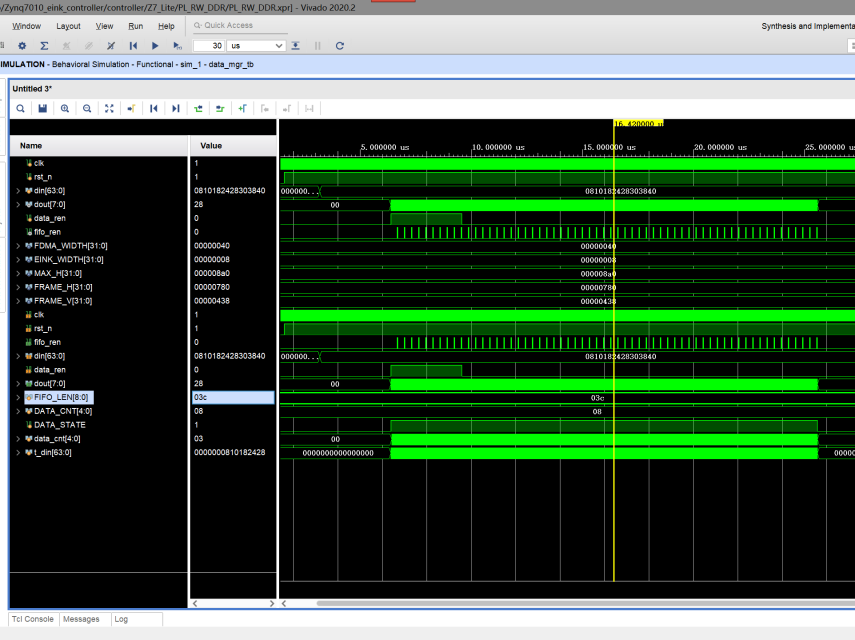 /Zynq7010_eink_controller/controller/Z7_Lite/PL_RW_DDR/PL_RW_DDR.xpr] - Vivado 2020.2
Window Layout View Run Help Quick Access
Synthesis and Implementa
30 us
IMULATION - Behavioral Simulation - Functional - sim_1 - data_mgr_tb
Untitled 3*
16.420000 u
Name Value 5.000000 us 10.000000 us 15.000000 us 20.000000 us 25.000000 us
clk 1
rst_n 1
din[63:0] 0810182428303840 000000... 0810182428303840
dout[7:0] 28 00
data_ren 0
fifo_ren 0
FDMA_WIDTH[31:0] 00000040 00000040
EINK_WIDTH[31:0] 00000008 00000008
MAX_H[31:0] 000008a0 000008a0
FRAME_H[31:0] 00000780 00000780
FRAME_V[31:0] 00000438 00000438
clk 1
rst_n 1
fifo_ren 0
din[63:0] 0810182428303840 000000... 0810182428303840
data_ren 0
dout[7:0] 28 00
FIFO_LEN[8:0] 03c 03c
DATA_CNT[4:0] 08 08
DATA_STATE 1
data_cnt[4:0] 03 00
t_din[63:0] 0000000810182428 0000000000000000 00000
Tcl Console Messages Log